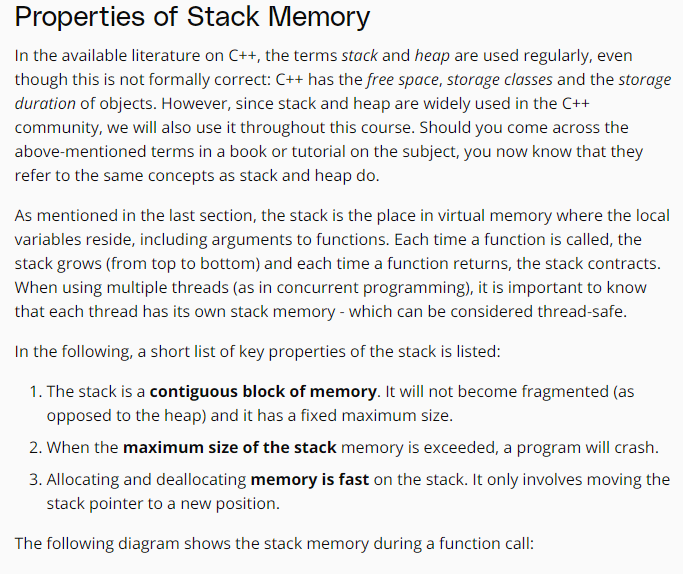 Properties of Stack Memory
In the available literature on C++, the terms stack and heap are used regularly, even
though this is not formally correct: C++ has the free space, storage classes and the storage
duration of objects. However, since stack and heap are widely used in the C++
community, we will also use it throughout this course. Should you come across the
above-mentioned terms in a book or tutorial on the subject, you now know that they
refer to the same concepts as stack and heap do.
As mentioned in the last section, the stack is the place in virtual memory where the local
variables reside, including arguments to functions. Each time a function is called, the
stack grows (from top to bottom) and each time a function returns, the stack contracts.
When using multiple threads (as in concurrent programming), it is important to know
that each thread has its own stack memory - which can be considered thread-safe.
In the following, a short list of key properties of the stack is listed:
1. The stack is a contiguous block of memory. It will not become fragmented (as
opposed to the heap) and it has a fixed maximum size.
2. When the maximum size of the stack memory is exceeded, a program will crash.
3. Allocating and deallocating memory is fast on the stack. It only involves moving the
stack pointer to a new position.
The following diagram shows the stack memory during a function call: